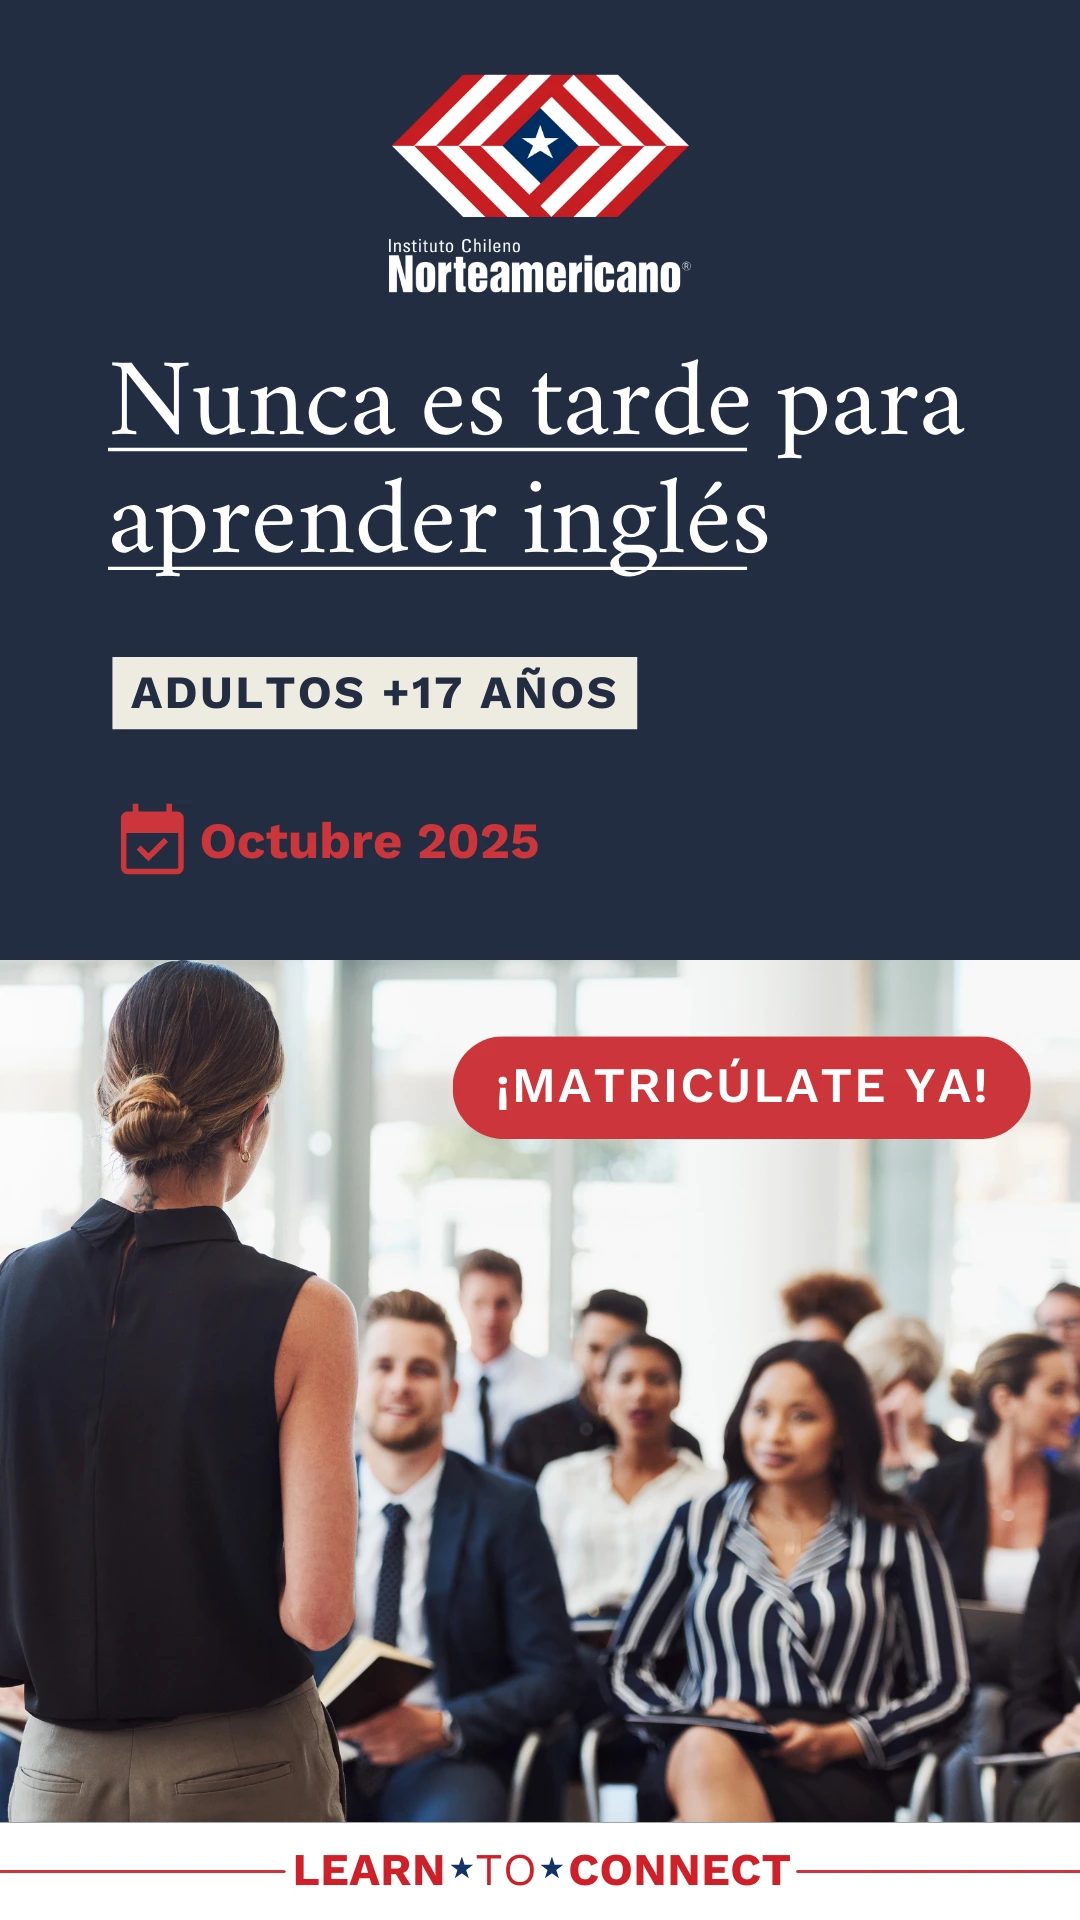 Instituto Chileno
Norteamericano®
Nunca es tarde para
aprender inglés
ADULTOS +17 AÑOS
Octubre 2025
¡MATRICÚLATE YA!
LEARN★TO★CONNECT